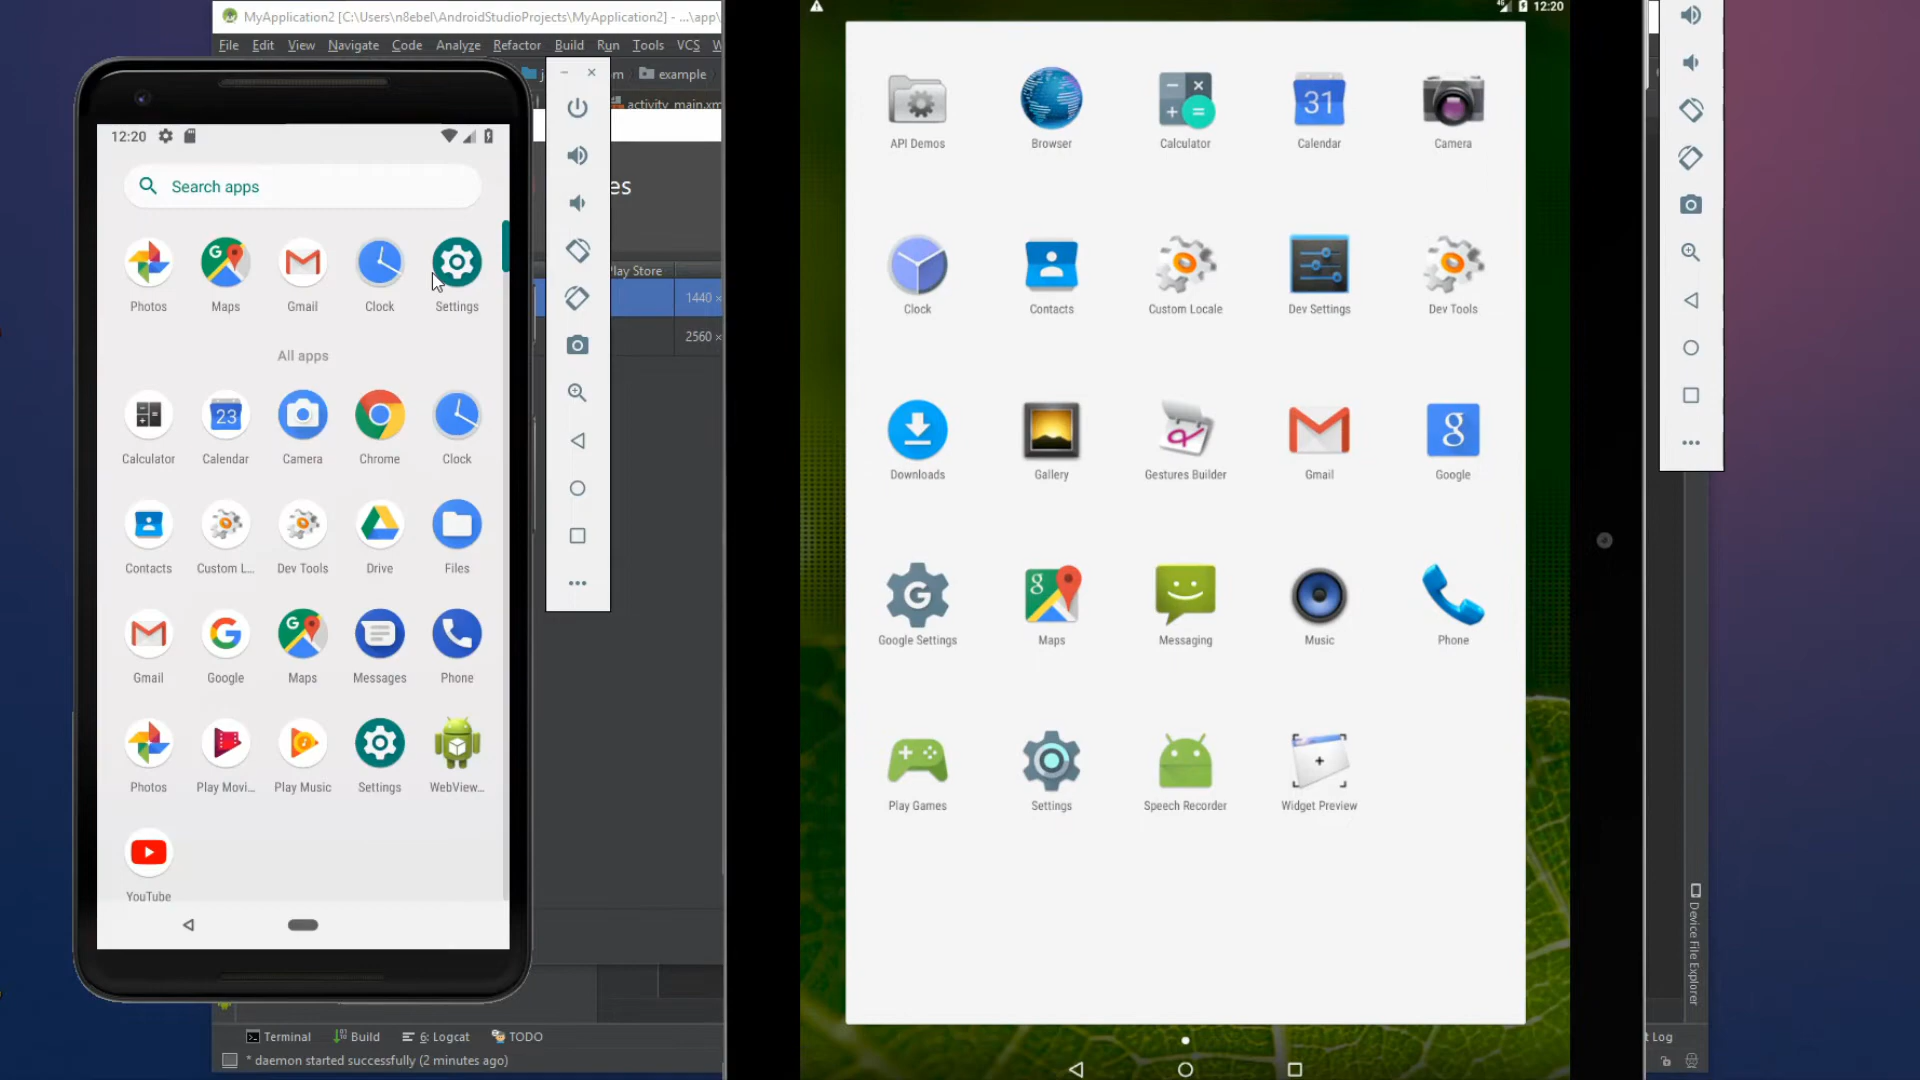 MyApplication2 [C:\Users\n8ebel\AndroidStudioProjects\MyApplication2] - ...\app\
File Edit View Navigate Code Analyze Refactor Build Run Tools VCS W
example
activity_main.xm
es
Play Store
1440 ×
2560 ×
12:20
Search apps
Photos Maps Gmail Clock Settings
All apps
23
Calculator Calendar Camera Chrome Clock
Contacts Custom L... Dev Tools Drive Files
Gmail Google Maps Messages Phone
Photos Play Movi... Play Music Settings WebView...
YouTube
Terminal Build 6: Logcat TODO
* daemon started successfully (2 minutes ago)
12:20
31
API Demos Browser Calculator Calendar Camera
Clock Contacts Custom Locale Dev Settings Dev Tools
Downloads Gallery Gestures Builder Gmail Google
Google Settings Maps Messaging Music Phone
Play Games Settings Speech Recorder Widget Preview
Device File Explorer
t Log